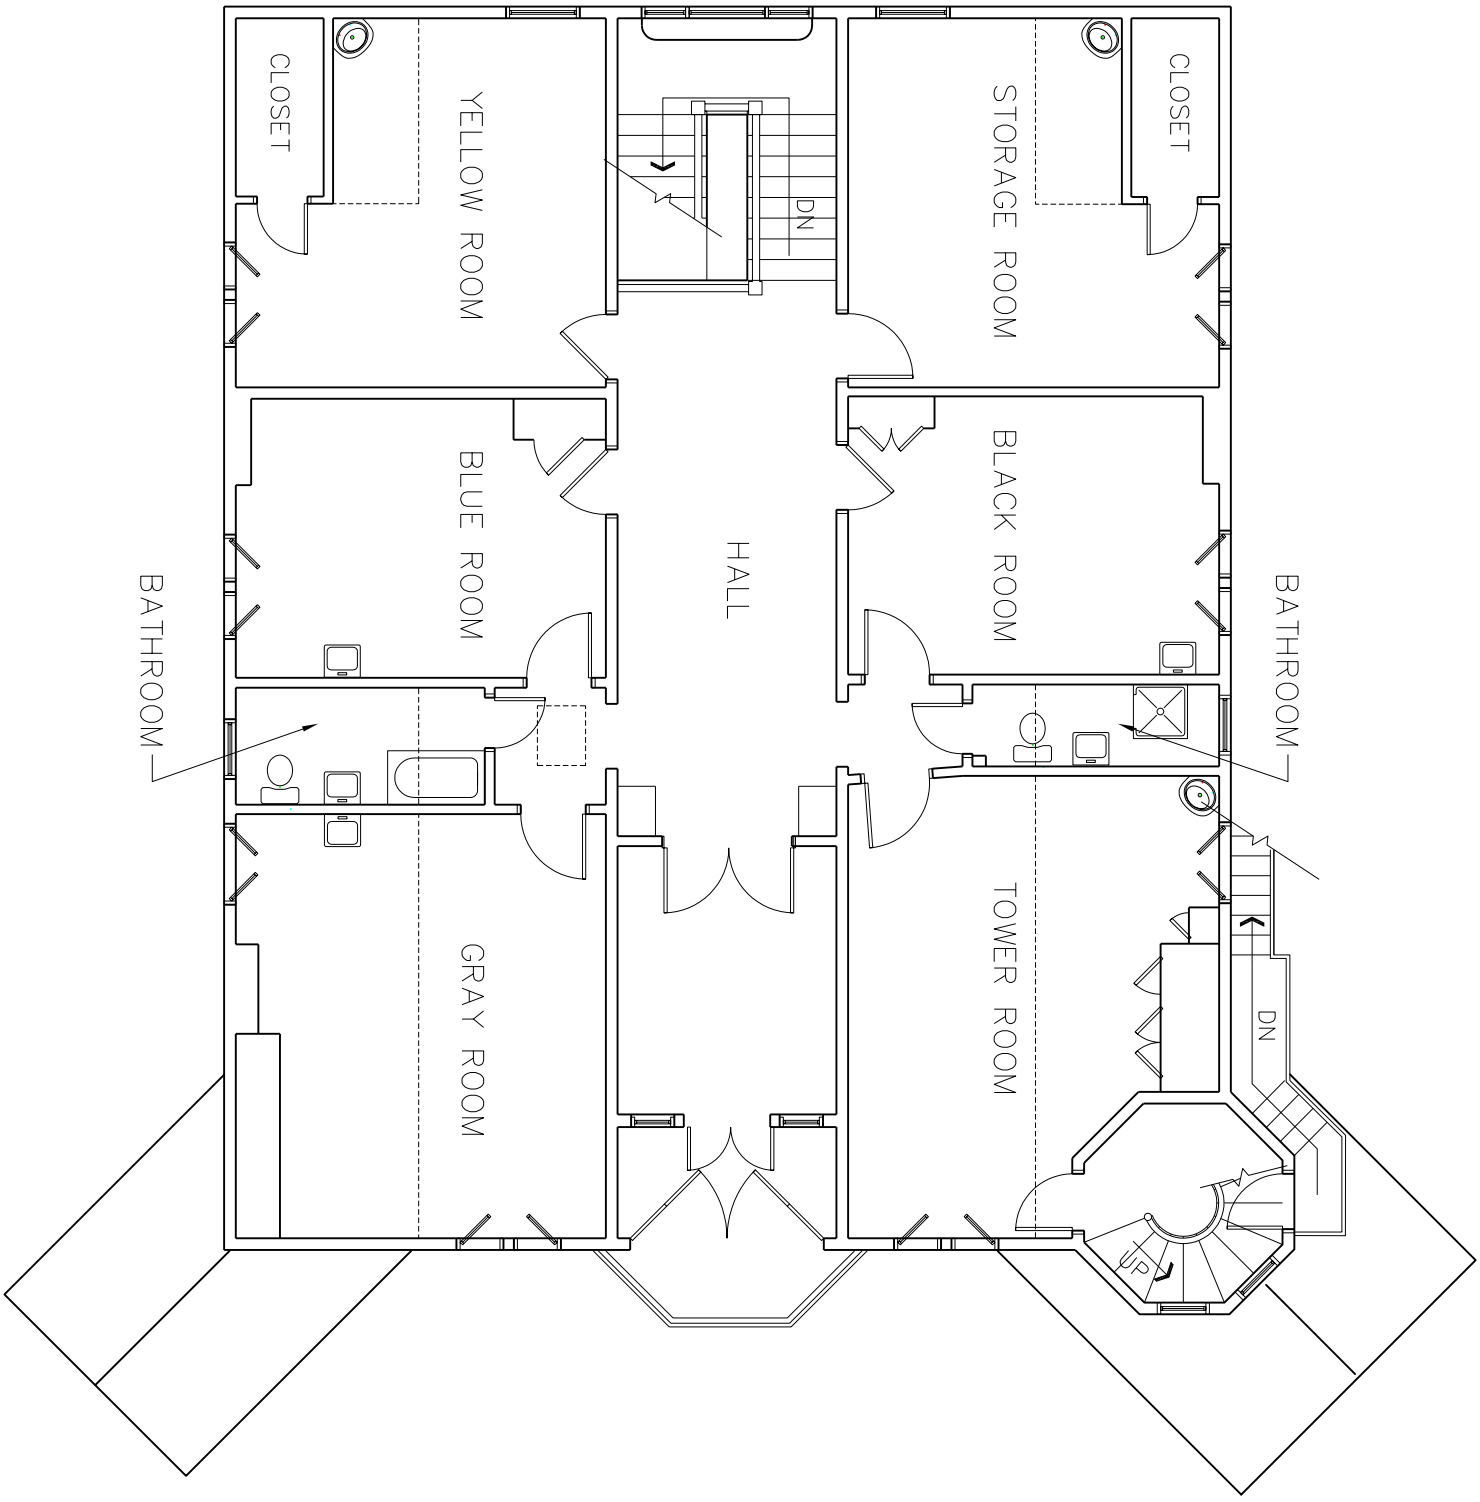 CLOSET
YELLOW ROOM
DN
STORAGE ROOM
CLOSET
BLUE ROOM
HALL
BLACK ROOM
BATHROOM
BATHROOM
GRAY ROOM
TOWER ROOM
DN
UP